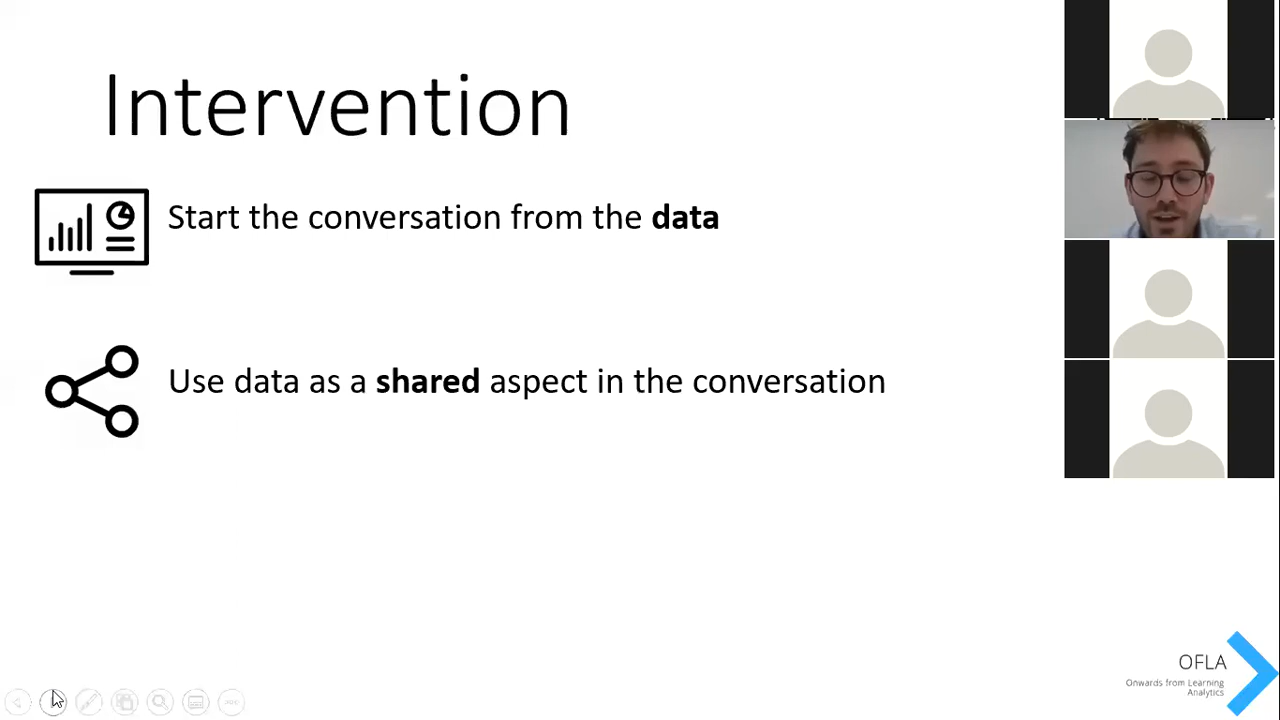 Intervention
Start the conversation from the data
Use data as a shared aspect in the conversation
OFLA
Onwards from Learning
Analytics